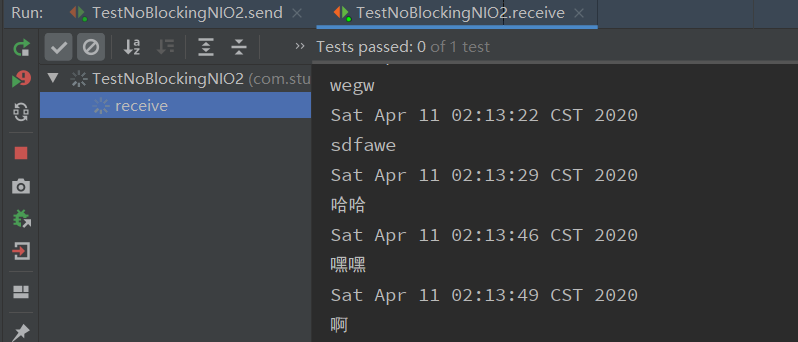 Run: TestNoBlockingNIO2.send × TestNoBlockingNIO2.receive ×
» Tests passed: 0 of 1 test
TestNoBlockingNIO2 (com.stu
receive
wegw
Sat Apr 11 02:13:22 CST 2020
sdfawe
Sat Apr 11 02:13:29 CST 2020
哈哈
Sat Apr 11 02:13:46 CST 2020
嘿嘿
Sat Apr 11 02:13:49 CST 2020
啊